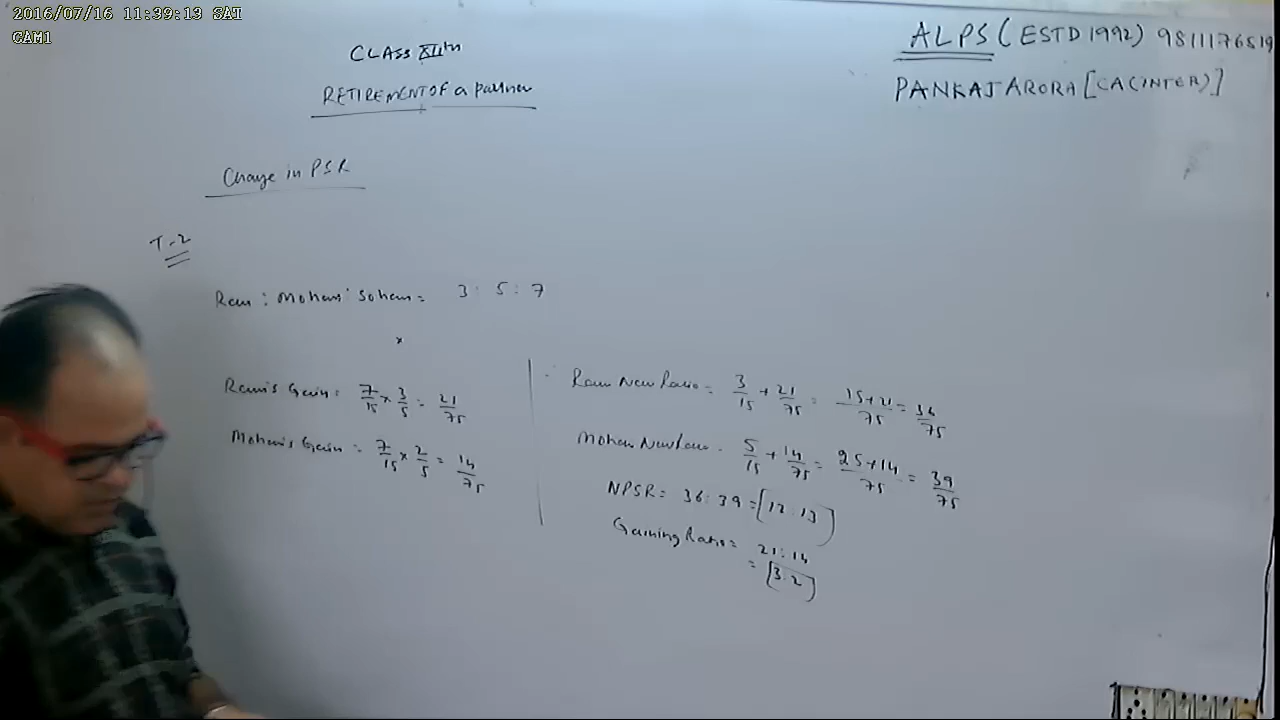 2016/07/16 11:39:13 SAT
CAM1
CLASS XIIth
RETIREMENT OF a Partner
ALPS (ESTD 1992) 9811176519
PANKAJ ARORA [CA(INTER)]
Change in PSR
T-2
Ram : Mohan : Sohan = 3 : 5 : 7
x
Ram's Gain = 7/15 x 3/5 = 21/75
Mohan's Gain = 7/15 x 2/5 = 14/75
Ram New Ratio = 3/15 + 21/75 = 15+21/75 = 36/75
Mohan New Ratio = 5/15 + 14/75 = 25+14/75 = 39/75
NPSR = 36 : 39 = [12 : 13]
Gaining Ratio = 21 : 14
= [3 : 2]